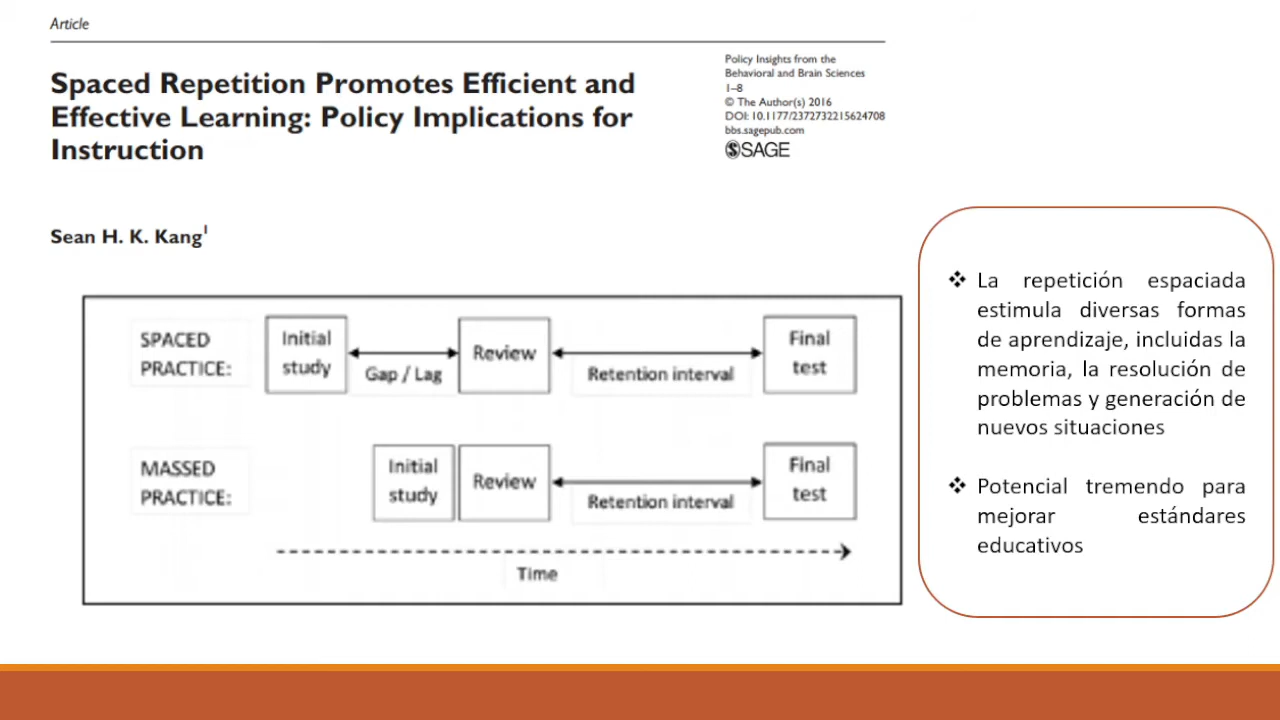 Article
Spaced Repetition Promotes Efficient and
Effective Learning: Policy Implications for
Instruction
Policy Insights from the
Behavioral and Brain Sciences
1–8
© The Author(s) 2016
DOI: 10.1177/2372732215624708
bbs.sagepub.com
SAGE
Sean H. K. Kang1
SPACED
PRACTICE:
Initial
study
Gap / Lag
Review
Retention interval
Final
test
MASSED
PRACTICE:
Initial
study
Review
Retention interval
Final
test
Time
❖ La repetición espaciada
estimula diversas formas
de aprendizaje, incluidas la
memoria, la resolución de
problemas y generación de
nuevos situaciones
❖ Potencial tremendo para
mejorar estándares
educativos